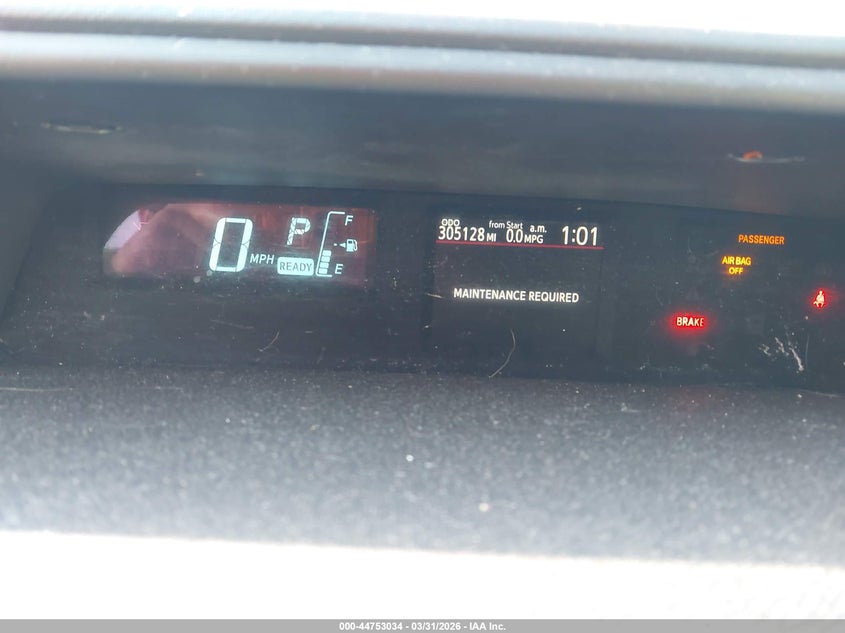 0 MPH
P
READY
F
E
ODO
305128 MI
from Start
0.0 MPG
a.m.
1:01
MAINTENANCE REQUIRED
PASSENGER
AIR BAG
OFF
BRAKE
000-44753034 - 03/31/2026 - IAA Inc.